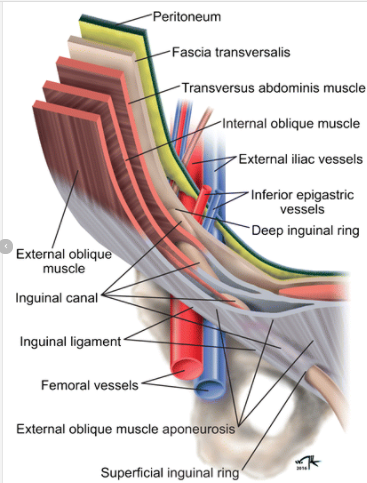 Peritoneum
Fascia transversalis
Transversus abdominis muscle
Internal oblique muscle
External iliac vessels
Inferior epigastric
vessels
Deep inguinal ring
External oblique
muscle
Inguinal canal
Inguinal ligament
Femoral vessels
External oblique muscle aponeurosis
Superficial inguinal ring
2016